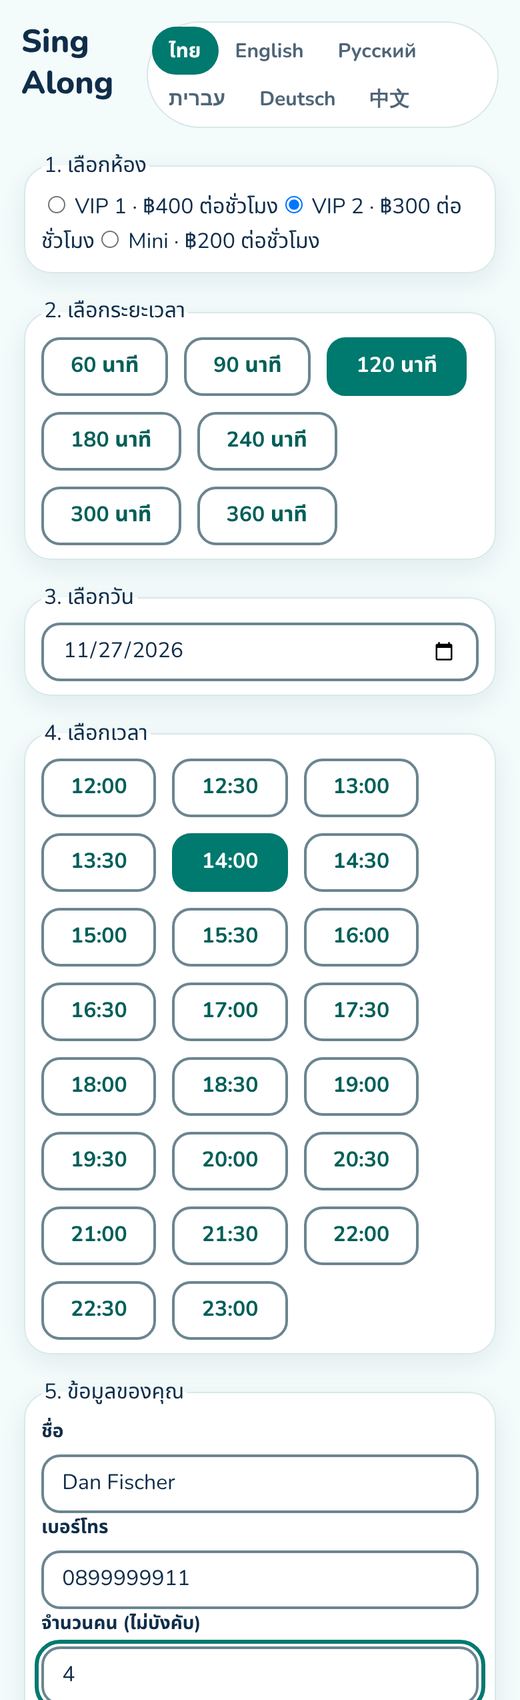 Sing
Along
ไทย English Русский
עברית Deutsch 中文
1. เลือกห้อง
VIP 1 · ฿400 ต่อชั่วโมง VIP 2 · ฿300 ต่อ
ชั่วโมง Mini · ฿200 ต่อชั่วโมง
2. เลือกระยะเวลา
60 นาที 90 นาที 120 นาที
180 นาที 240 นาที
300 นาที 360 นาที
3. เลือกวัน
11/27/2026
4. เลือกเวลา
12:00 12:30 13:00
13:30 14:00 14:30
15:00 15:30 16:00
16:30 17:00 17:30
18:00 18:30 19:00
19:30 20:00 20:30
21:00 21:30 22:00
22:30 23:00
5. ข้อมูลของคุณ
ชื่อ
Dan Fischer
เบอร์โทร
0899999911
จำนวนคน (ไม่บังคับ)
4